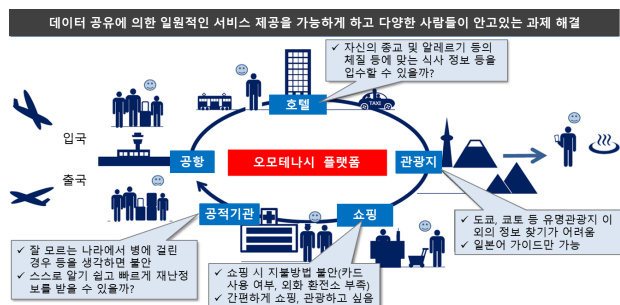 데이터 공유에 의한 일원적인 서비스 제공을 가능하게 하고 다양한 사람들이 안고있는 과제 해결
✓ 자신의 종교 및 알레르기 등의
체질 등에 맞는 식사 정보 등을
입수할 수 있을까?
호텔
TAXI
입국
공항
오모테나시 플랫폼
관광지
출국
공적기관
쇼핑
✓ 도쿄, 쿄토 등 유명관광지 이
외의 정보 찾기가 어려움
✓ 일본어 가이드만 가능
✓ 잘 모르는 나라에서 병에 걸린
경우 등을 생각하면 불안
✓ 스스로 알기 쉽고 빠르게 재난정
보를 받을 수 있을까?
✓ 쇼핑 시 지불방법 불안(카드
사용 여부, 외화 환전소 부족)
✓ 간편하게 쇼핑, 관광하고 싶음